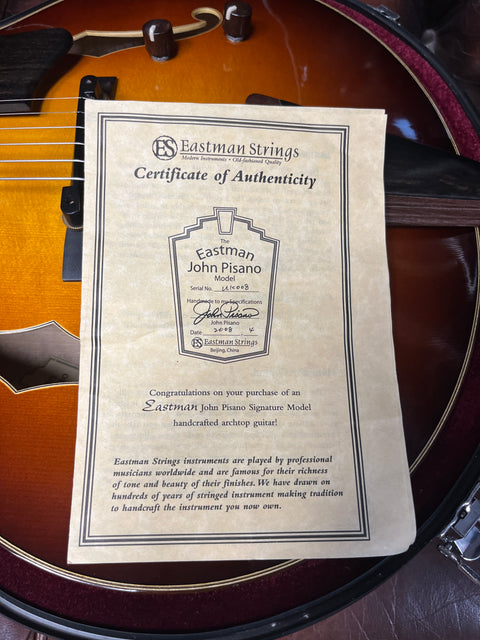 ES Eastman Strings
Modern Instruments • Old-fashioned Quality
Certificate of Authenticity
The
Eastman
John Pisano
Model
Serial No. UK008
Handmade to my Specifications
John Pisano
John Pisano
Date 2008 . 4
ES Eastman Strings
Beijing, China
Congratulations on your purchase of an
Eastman John Pisano Signature Model
handcrafted archtop guitar!
Eastman Strings instruments are played by professional
musicians worldwide and are famous for their richness
of tone and beauty of their finishes. We have drawn on
hundreds of years of stringed instrument making tradition
to handcraft the instrument you now own.